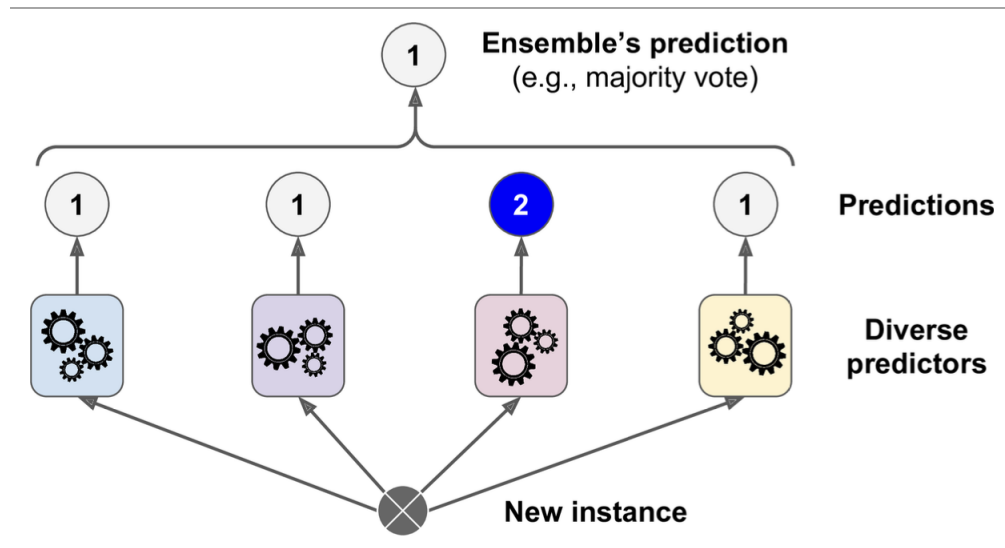 1
Ensemble’s prediction
(e.g., majority vote)
1
1
2
1
Predictions
Diverse
predictors
New instance